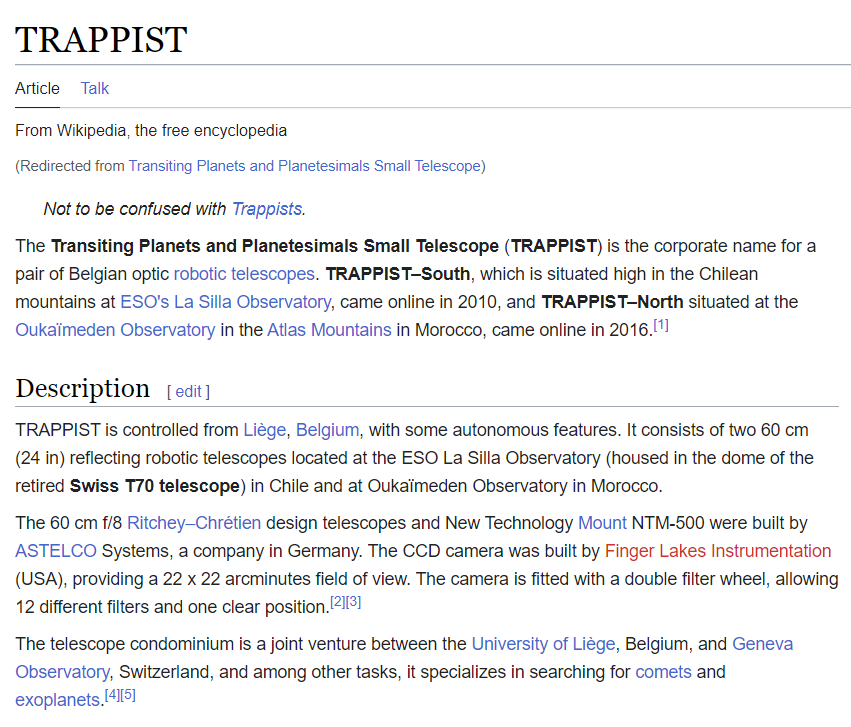 TRAPPIST
Article Talk
From Wikipedia, the free encyclopedia
(Redirected from Transiting Planets and Planetesimals Small Telescope)
Not to be confused with Trappists.
The Transiting Planets and Planetesimals Small Telescope (TRAPPIST) is the corporate name for a
pair of Belgian optic robotic telescopes. TRAPPIST–South, which is situated high in the Chilean
mountains at ESO's La Silla Observatory, came online in 2010, and TRAPPIST–North situated at the
Oukaïmeden Observatory in the Atlas Mountains in Morocco, came online in 2016.[1]
Description [ edit ]
TRAPPIST is controlled from Liège, Belgium, with some autonomous features. It consists of two 60 cm
(24 in) reflecting robotic telescopes located at the ESO La Silla Observatory (housed in the dome of the
retired Swiss T70 telescope) in Chile and at Oukaïmeden Observatory in Morocco.
The 60 cm f/8 Ritchey–Chrétien design telescopes and New Technology Mount NTM-500 were built by
ASTELCO Systems, a company in Germany. The CCD camera was built by Finger Lakes Instrumentation
(USA), providing a 22 x 22 arcminutes field of view. The camera is fitted with a double filter wheel, allowing
12 different filters and one clear position.[2][3]
The telescope condominium is a joint venture between the University of Liège, Belgium, and Geneva
Observatory, Switzerland, and among other tasks, it specializes in searching for comets and
exoplanets.[4][5]